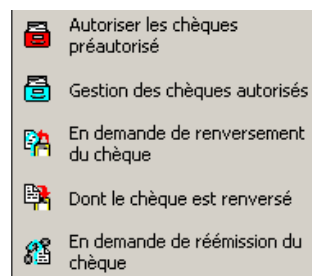 Autoriser les chèques
préautorisé
Gestion des chèques autorisés
En demande de renversement
du chèque
Dont le chèque est renversé
En demande de réémission du
chèque